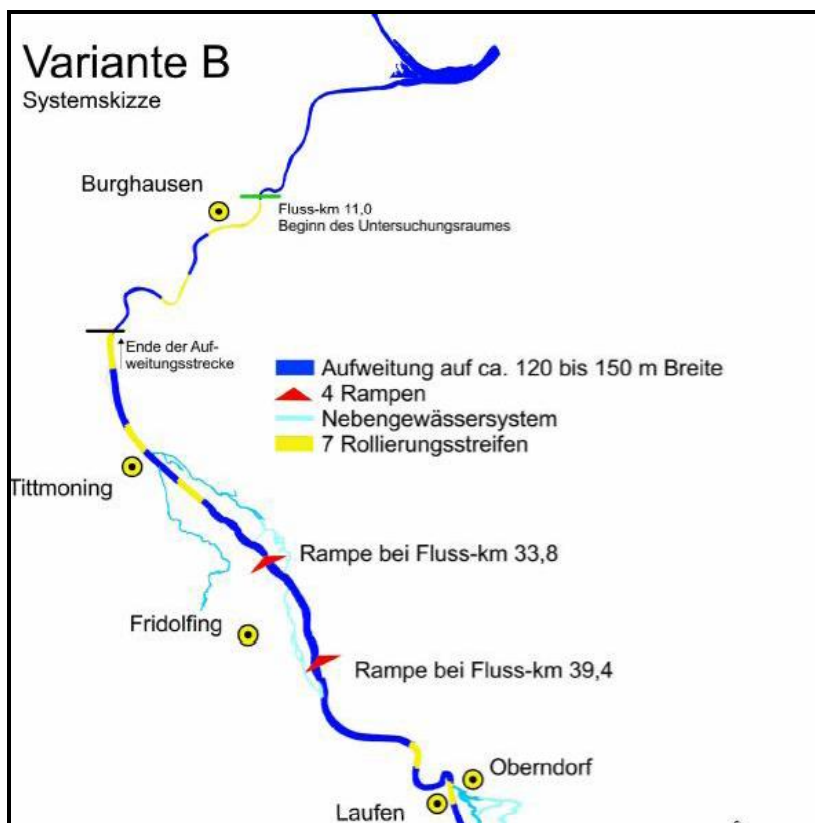 Variante B
Systemskizze
Burghausen
Fluss-km 11,0
Beginn des Untersuchungsraumes
Ende der Auf-
weitungsstrecke
Aufweitung auf ca. 120 bis 150 m Breite
4 Rampen
Nebengewässersystem
7 Rollierungsstreifen
Tittmoning
Rampe bei Fluss-km 33,8
Fridolfing
Rampe bei Fluss-km 39,4
Oberndorf
Laufen